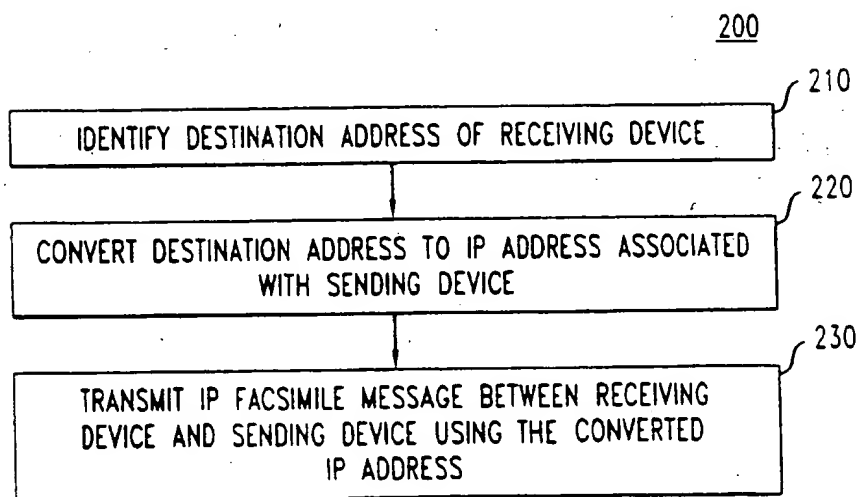 200
210
IDENTIFY DESTINATION ADDRESS OF RECEIVING DEVICE
220
CONVERT DESTINATION ADDRESS TO IP ADDRESS ASSOCIATED
WITH SENDING DEVICE
230
TRANSMIT IP FACSIMILE MESSAGE BETWEEN RECEIVING
DEVICE AND SENDING DEVICE USING THE CONVERTED
IP ADDRESS